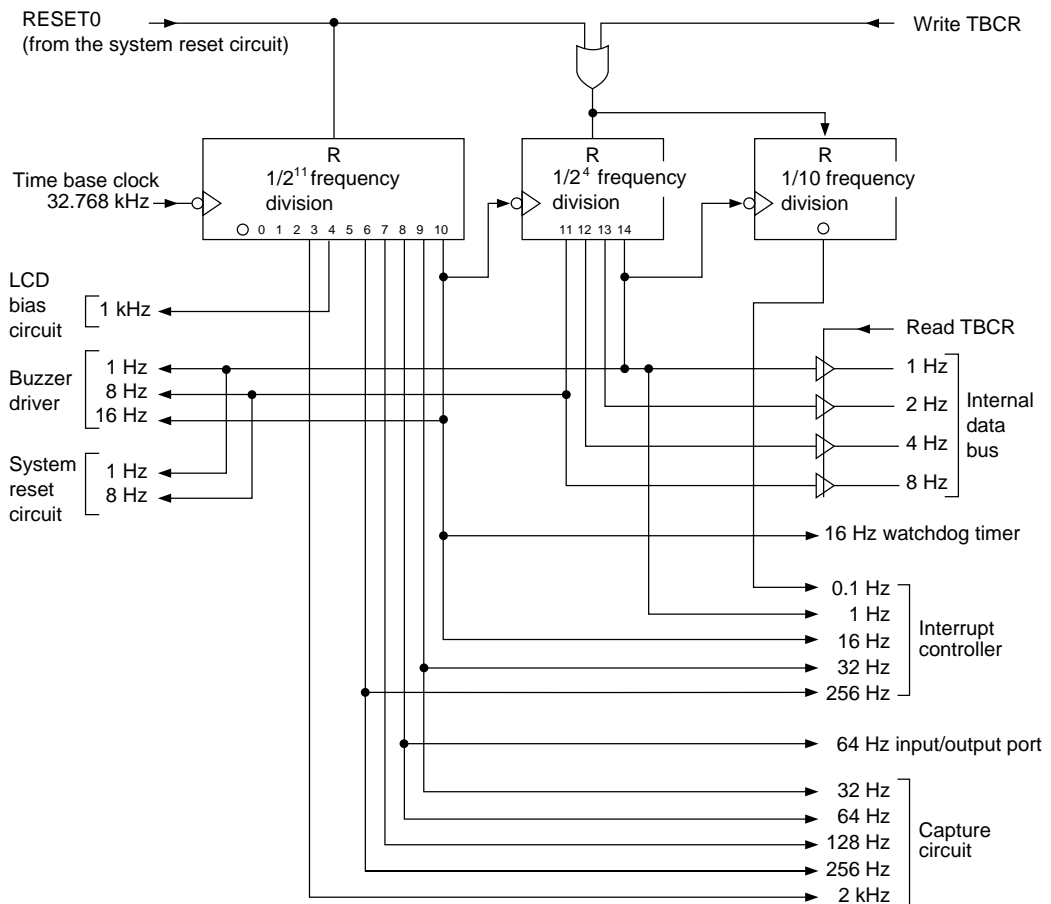 RESET0
(from the system reset circuit)
Write TBCR
R
1/2¹¹ frequency
division
0 1 2 3 4 5 6 7 8 9 10
R
1/2⁴ frequency
division
11 12 13 14
R
1/10 frequency
division
Time base clock
32.768 kHz
LCD
bias
circuit
1 kHz
Buzzer
driver
1 Hz
8 Hz
16 Hz
System
reset
circuit
1 Hz
8 Hz
Read TBCR
1 Hz
2 Hz
4 Hz
8 Hz
Internal
data
bus
16 Hz watchdog timer
0.1 Hz
1 Hz
16 Hz
32 Hz
256 Hz
Interrupt
controller
64 Hz input/output port
32 Hz
64 Hz
128 Hz
256 Hz
2 kHz
Capture
circuit